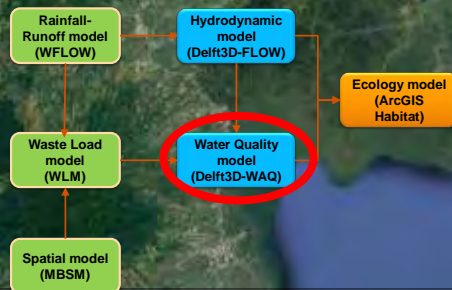 Rainfall-
Runoff model
(WFLOW)
Hydrodynamic
model
(Delft3D-FLOW)
Ecology model
(ArcGIS
Habitat)
Waste Load
model
(WLM)
Water Quality
model
(Delft3D-WAQ)
Spatial model
(MBSM)